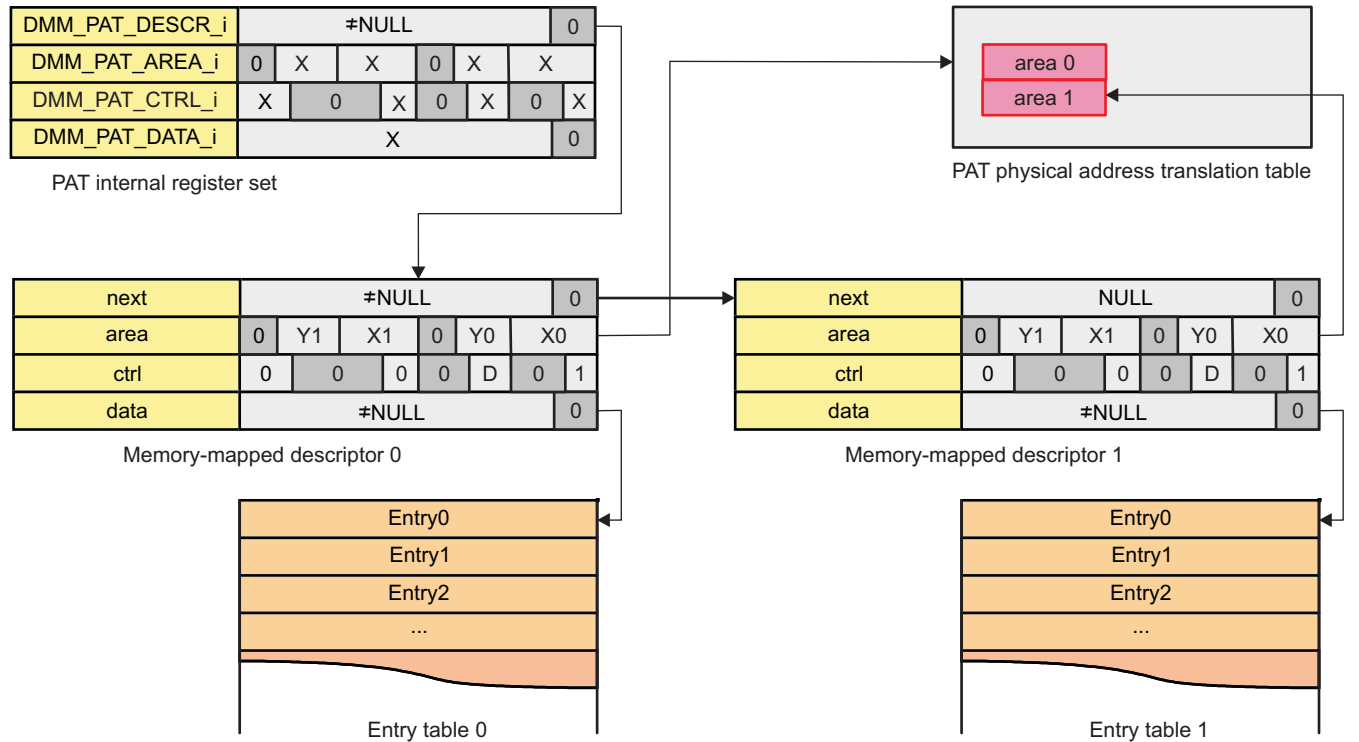 DMM_PAT_DESCR_i ≠NULL 0
DMM_PAT_AREA_i 0 X X 0 X X
DMM_PAT_CTRL_i X 0 X 0 X 0 X
DMM_PAT_DATA_i X 0
PAT internal register set
area 0
area 1
PAT physical address translation table
next ≠NULL 0
area 0 Y1 X1 0 Y0 X0
ctrl 0 0 0 0 D 0 1
data ≠NULL 0
Memory-mapped descriptor 0
next NULL 0
area 0 Y1 X1 0 Y0 X0
ctrl 0 0 0 0 D 0 1
data ≠NULL 0
Memory-mapped descriptor 1
Entry0
Entry1
Entry2
...
Entry table 0
Entry0
Entry1
Entry2
...
Entry table 1